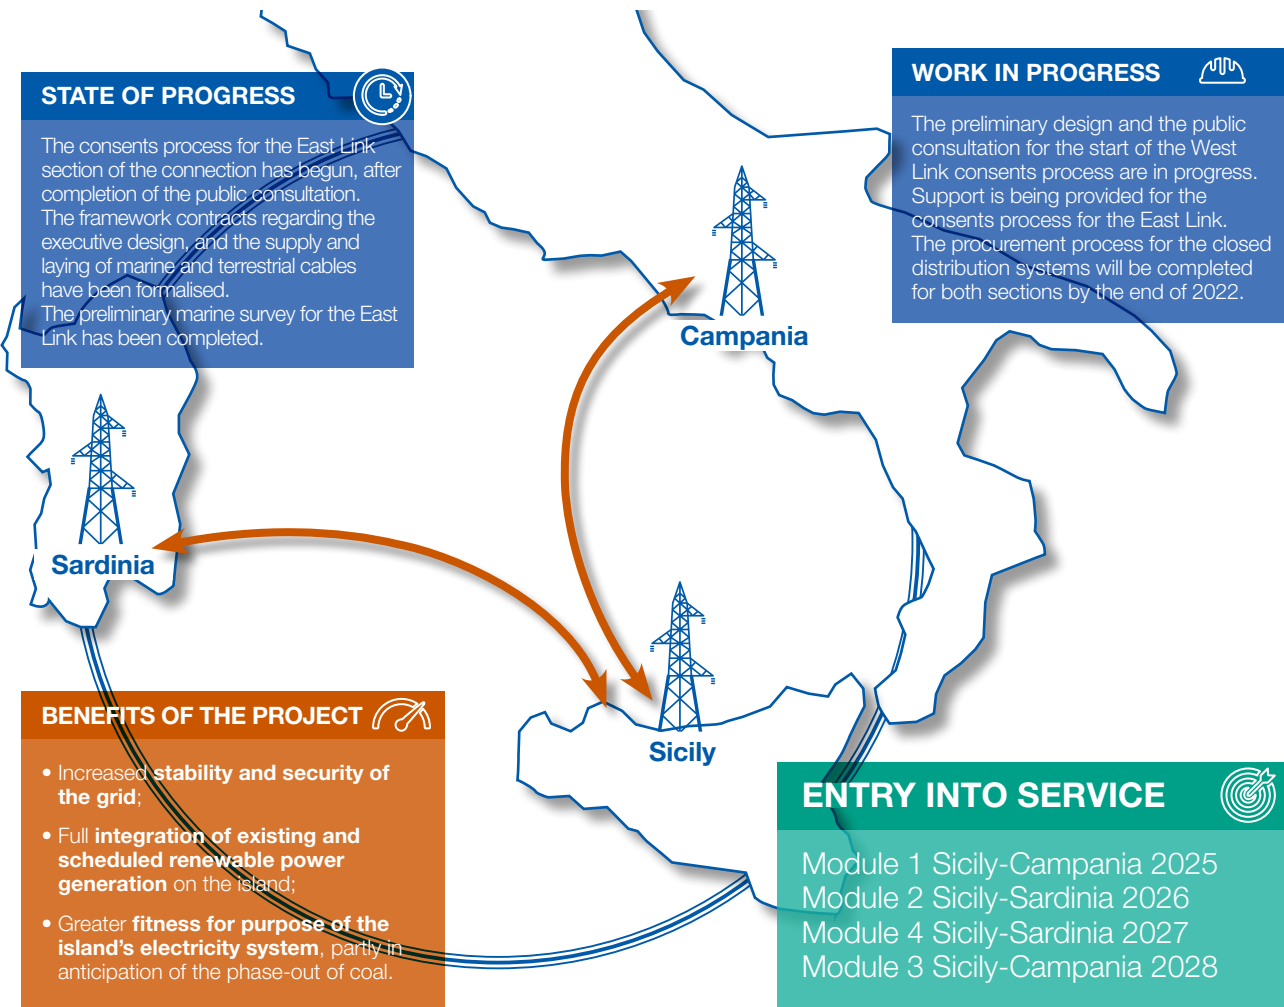 STATE OF PROGRESS
The consents process for the East Link
section of the connection has begun, after
completion of the public consultation.
The framework contracts regarding the
executive design, and the supply and
laying of marine and terrestrial cables
have been formalised.
The preliminary marine survey for the East
Link has been completed.
WORK IN PROGRESS
The preliminary design and the public
consultation for the start of the West
Link consents process are in progress.
Support is being provided for the
consents process for the East Link.
The procurement process for the closed
distribution systems will be completed
for both sections by the end of 2022.
Campania
Sardinia
Sicily
BENEFITS OF THE PROJECT
• Increased stability and security of
the grid;
• Full integration of existing and
scheduled renewable power
generation on the island;
• Greater fitness for purpose of the
island's electricity system, partly in
anticipation of the phase-out of coal.
ENTRY INTO SERVICE
Module 1 Sicily-Campania 2025
Module 2 Sicily-Sardinia 2026
Module 4 Sicily-Sardinia 2027
Module 3 Sicily-Campania 2028